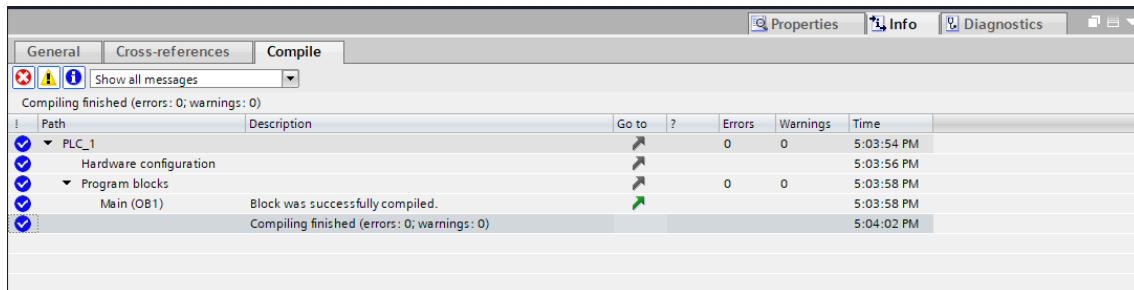 Properties Info Diagnostics
General Cross-references Compile
Show all messages
Compiling finished (errors: 0; warnings: 0)
! Path Description Go to ? Errors Warnings Time
PLC_1 0 0 5:03:54 PM
Hardware configuration 5:03:56 PM
Program blocks 0 0 5:03:58 PM
Main (OB1) Block was successfully compiled. 5:03:58 PM
Compiling finished (errors: 0; warnings: 0) 5:04:02 PM